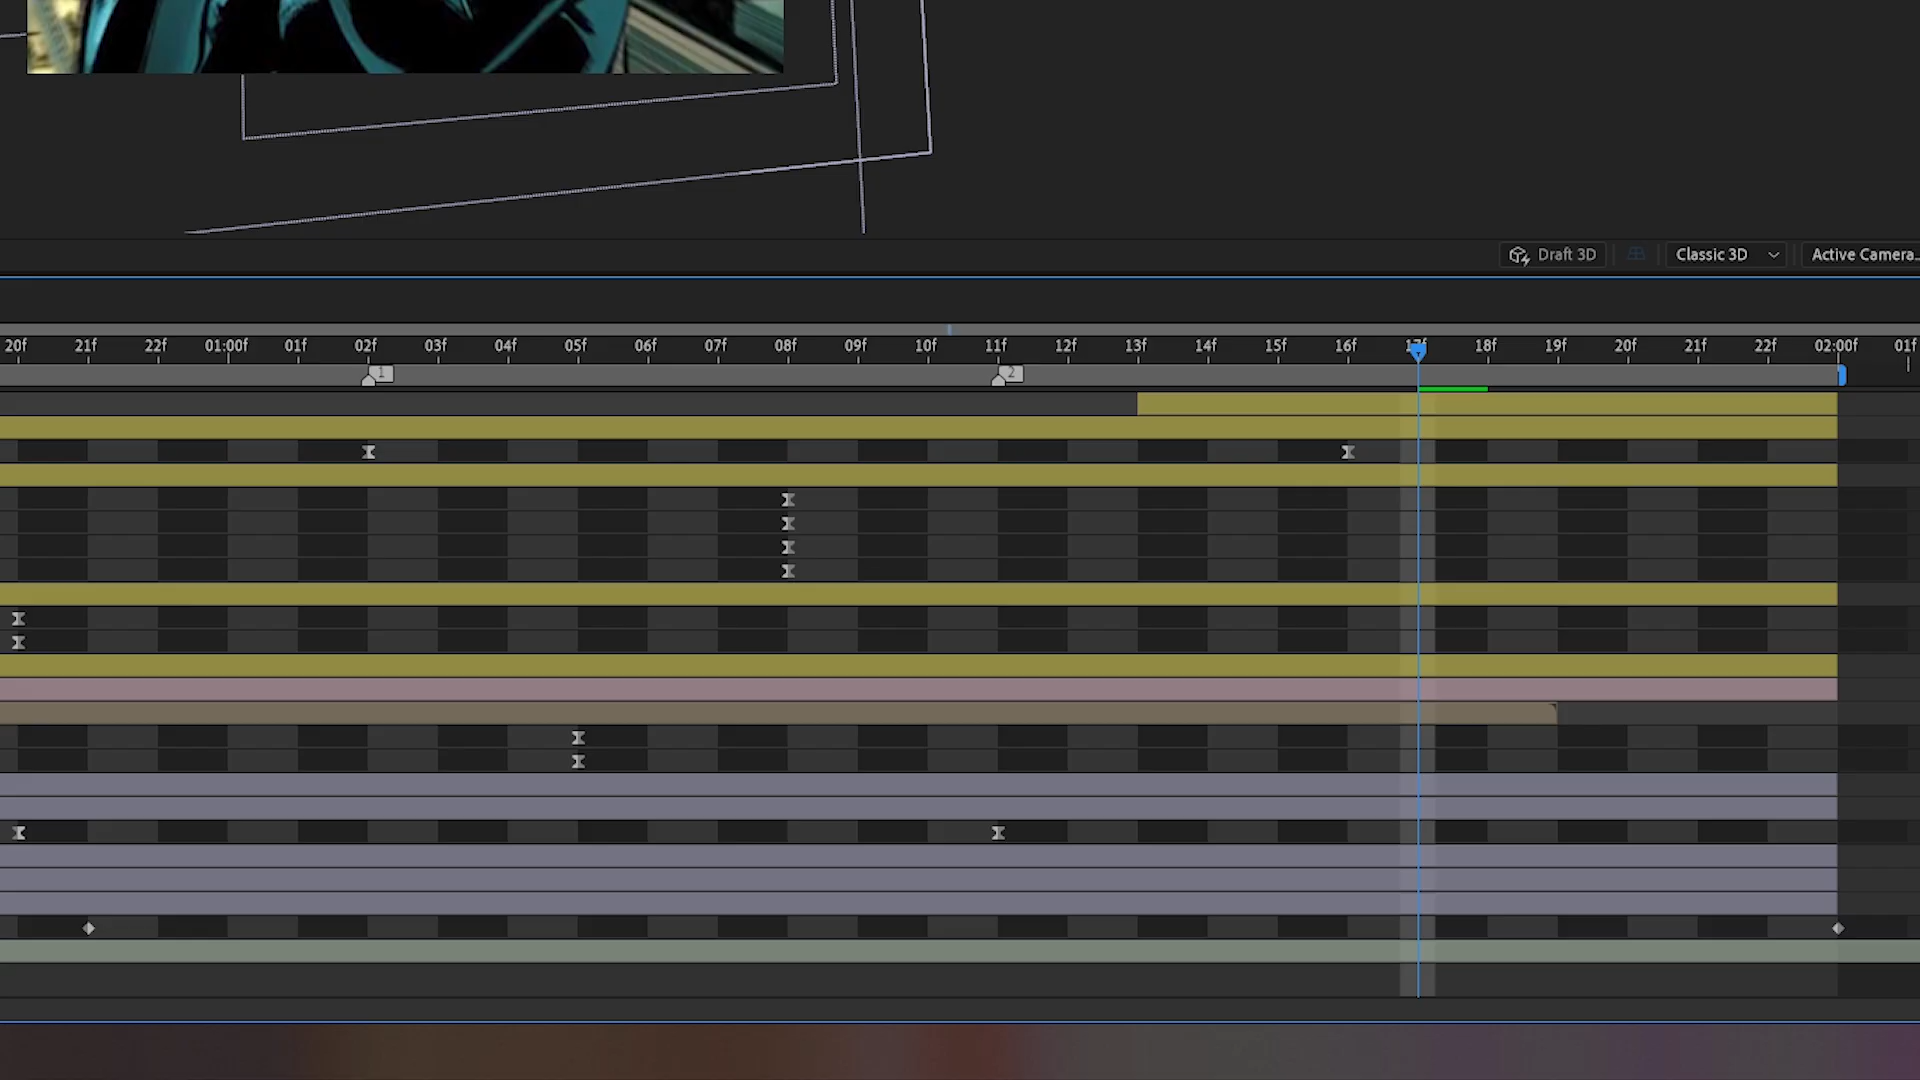 Draft 3D Classic 3D Active Camera...
20f 21f 22f 01:00f 01f 02f 03f 04f 05f 06f 07f 08f 09f 10f 11f 12f 13f 14f 15f 16f 17f 18f 19f 20f 21f 22f 02:00f 01f
1 2